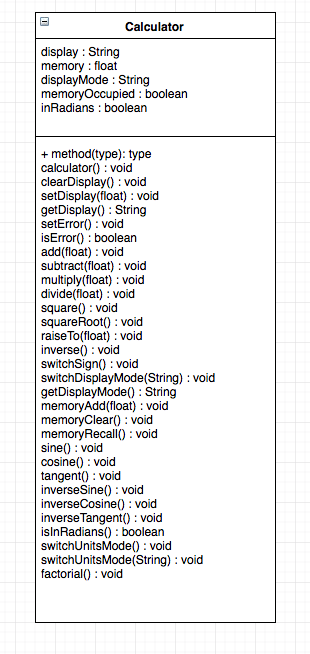 Calculator
display : String
memory : float
displayMode : String
memoryOccupied : boolean
inRadians : boolean
+ method(type): type
calculator() : void
clearDisplay() : void
setDisplay(float) : void
getDisplay() : String
setError() : void
isError() : boolean
add(float) : void
subtract(float) : void
multiply(float) : void
divide(float) : void
square() : void
squareRoot() : void
raiseTo(float) : void
inverse() : void
switchSign() : void
switchDisplayMode(String) : void
getDisplayMode() : String
memoryAdd(float) : void
memoryClear() : void
memoryRecall() : void
sine() : void
cosine() : void
tangent() : void
inverseSine() : void
inverseCosine() : void
inverseTangent() : void
isInRadians() : boolean
switchUnitsMode() : void
switchUnitsMode(String) : void
factorial() : void